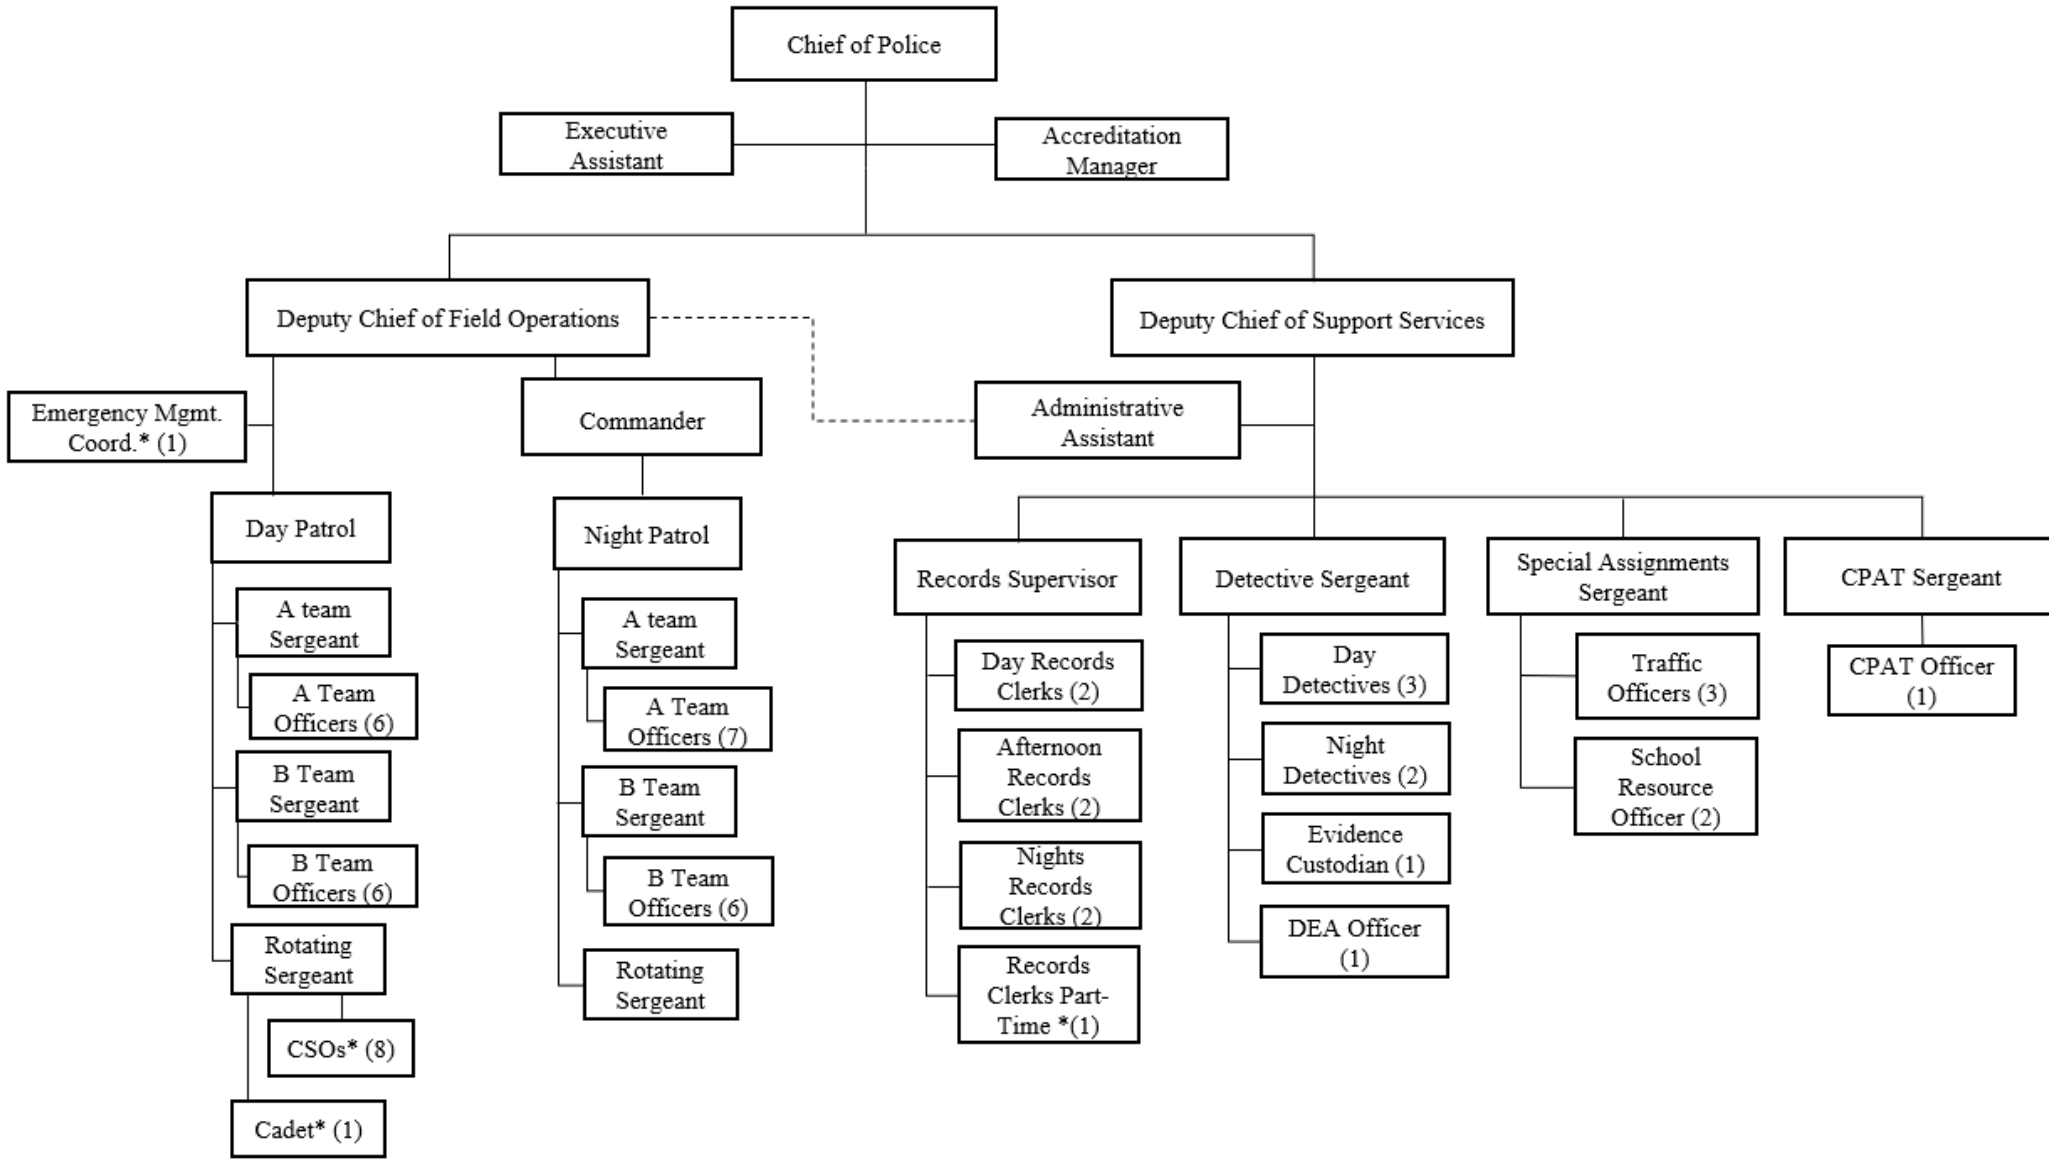 Chief of Police
Executive
Assistant
Accreditation
Manager
Deputy Chief of Field Operations
Deputy Chief of Support Services
Emergency Mgmt.
Coord.* (1)
Commander
Administrative
Assistant
Day Patrol
A team
Sergeant
A Team
Officers (6)
B Team
Sergeant
B Team
Officers (6)
Rotating
Sergeant
CSOs* (8)
Cadet* (1)
Night Patrol
A team
Sergeant
A Team
Officers (7)
B Team
Sergeant
B Team
Officers (6)
Rotating
Sergeant
Records Supervisor
Day Records
Clerks (2)
Afternoon
Records
Clerks (2)
Nights
Records
Clerks (2)
Records
Clerks Part-
Time *(1)
Detective Sergeant
Day
Detectives (3)
Night
Detectives (2)
Evidence
Custodian (1)
DEA Officer
(1)
Special Assignments
Sergeant
Traffic
Officers (3)
School
Resource
Officer (2)
CPAT Sergeant
CPAT Officer
(1)